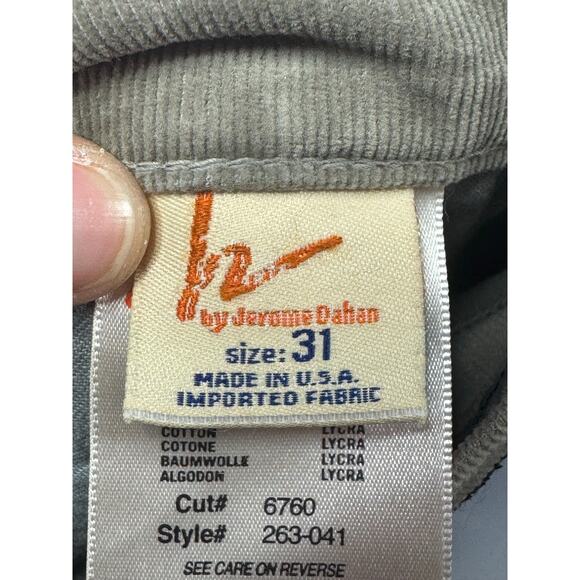 by Jerome Dahan
size: 31
MADE IN U.S.A.
IMPORTED FABRIC
COTTON LYCRA
COTONE LYCRA
BAUMWOLLE LYCRA
ALGODON LYCRA
Cut# 6760
Style# 263-041
SEE CARE ON REVERSE